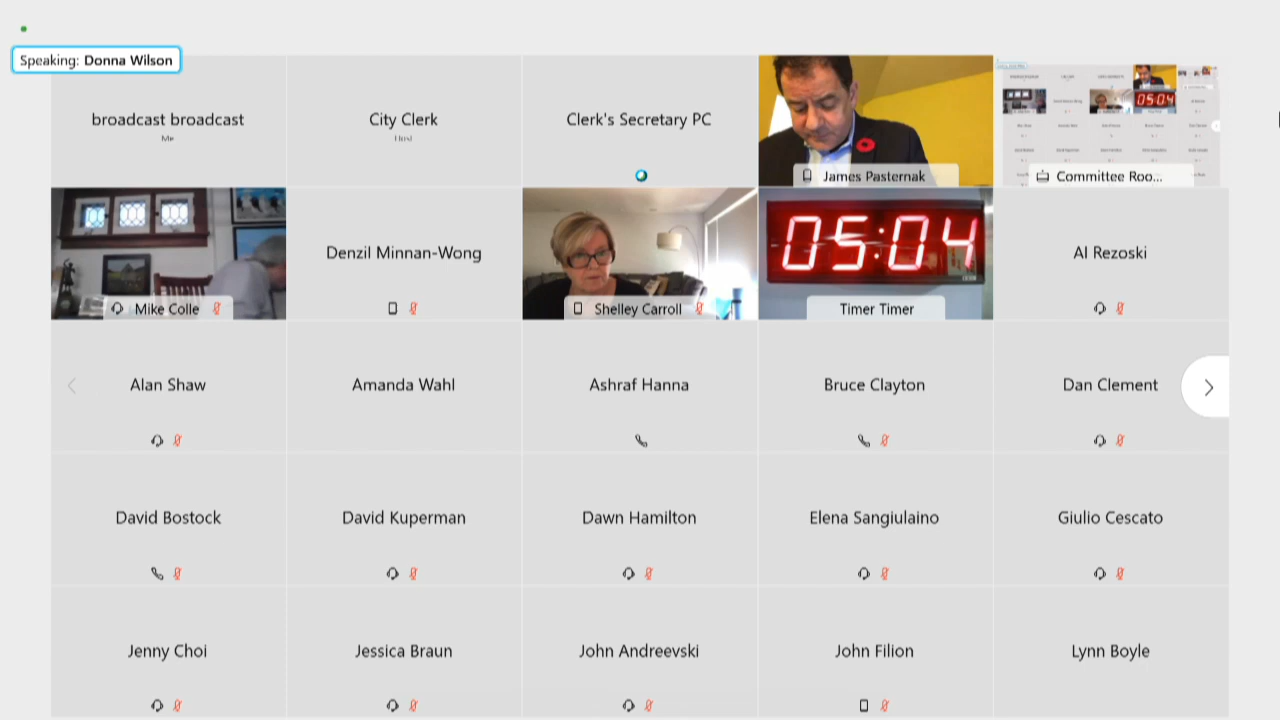 Speaking: Donna Wilson
broadcast broadcast
Me
City Clerk
Host
Clerk's Secretary PC
James Pasternak
05:04
Committee Roo...
Mike Colle
Denzil Minnan-Wong
Shelley Carroll
05:04
Timer Timer
Al Rezoski
Alan Shaw
Amanda Wahl
Ashraf Hanna
Bruce Clayton
Dan Clement
David Bostock
David Kuperman
Dawn Hamilton
Elena Sangiulaino
Giulio Cescato
Jenny Choi
Jessica Braun
John Andreevski
John Filion
Lynn Boyle